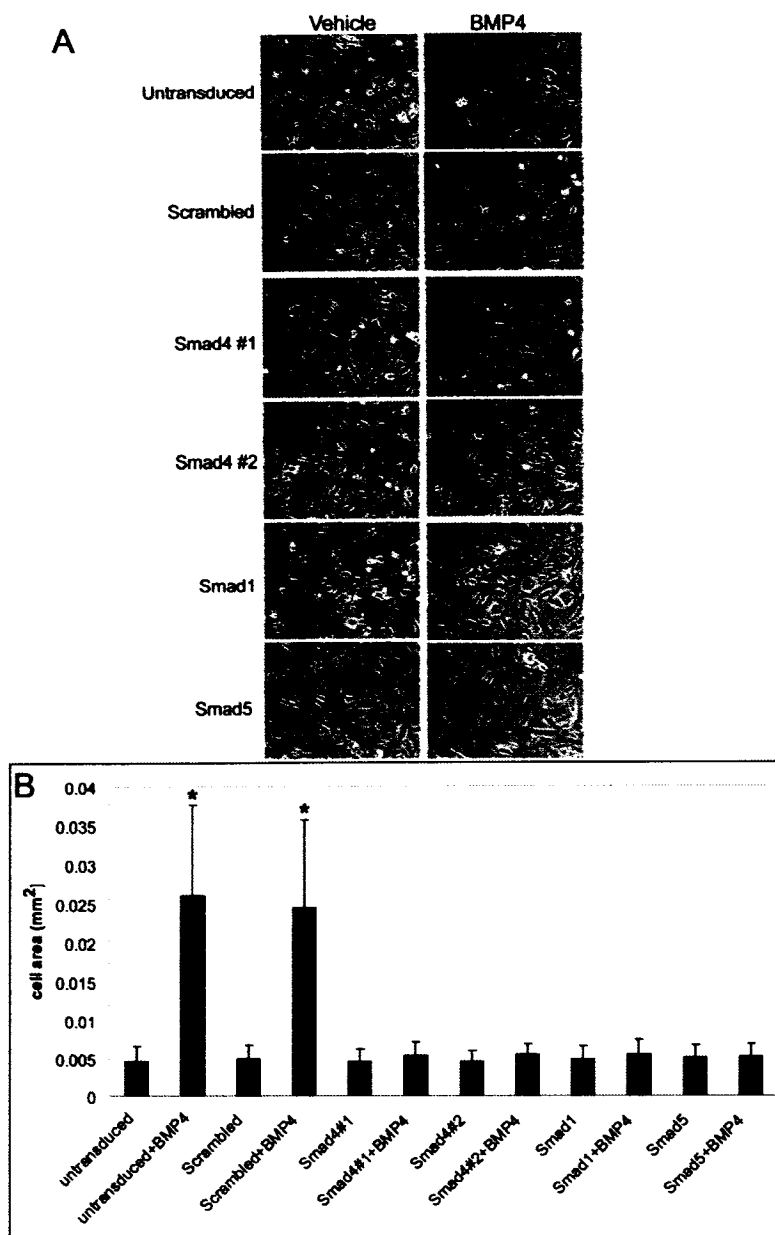 A
Vehicle BMP4
Untransduced
Scrambled
Smad4 #1
Smad4 #2
Smad1
Smad5
B
0.04
0.035
0.03
0.025
0.02
0.015
0.01
0.005
0
cell area (mm²)
*
*
untransduced
untransduced+BMP4
Scrambled
Scrambled+BMP4
Smad4#1
Smad4#1+BMP4
Smad4#2
Smad4#2+BMP4
Smad1
Smad1+BMP4
Smad5
Smad5+BMP4